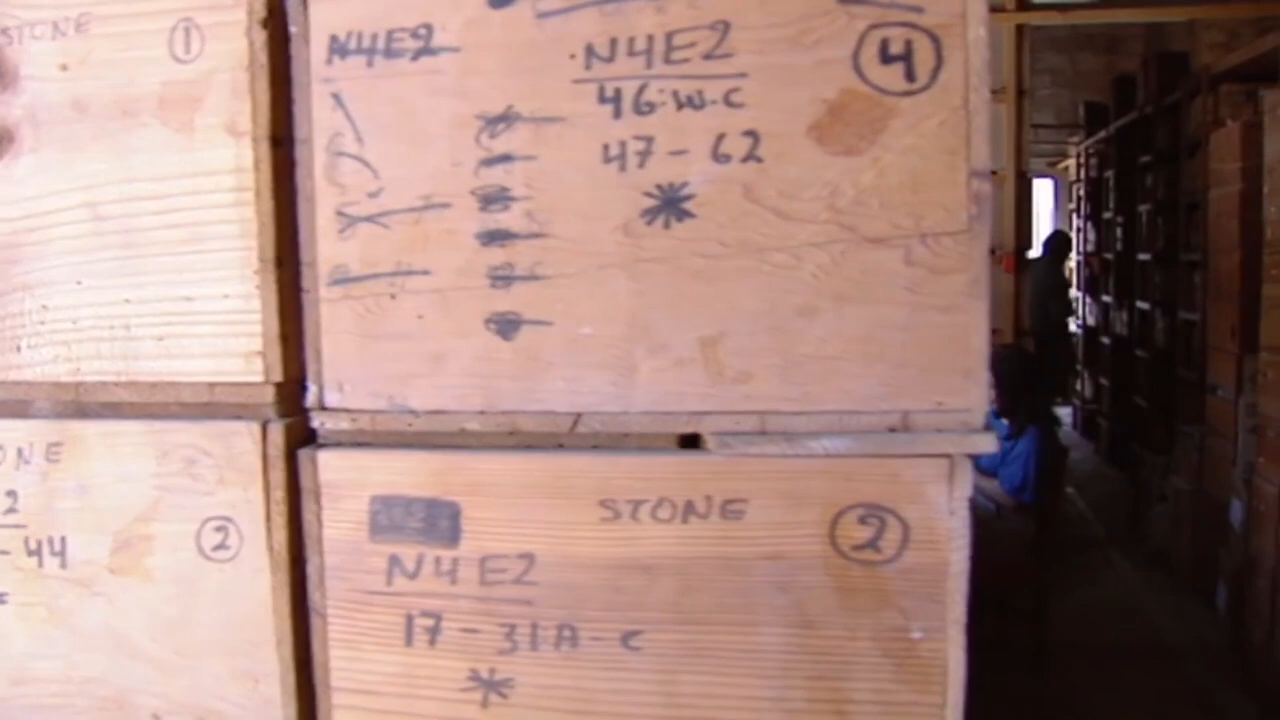 STONE
1
N4E2
N4E2
4
46:W-C
47-62
ONE
2
2
- 44
STONE
2
N4E2
17-31A-C